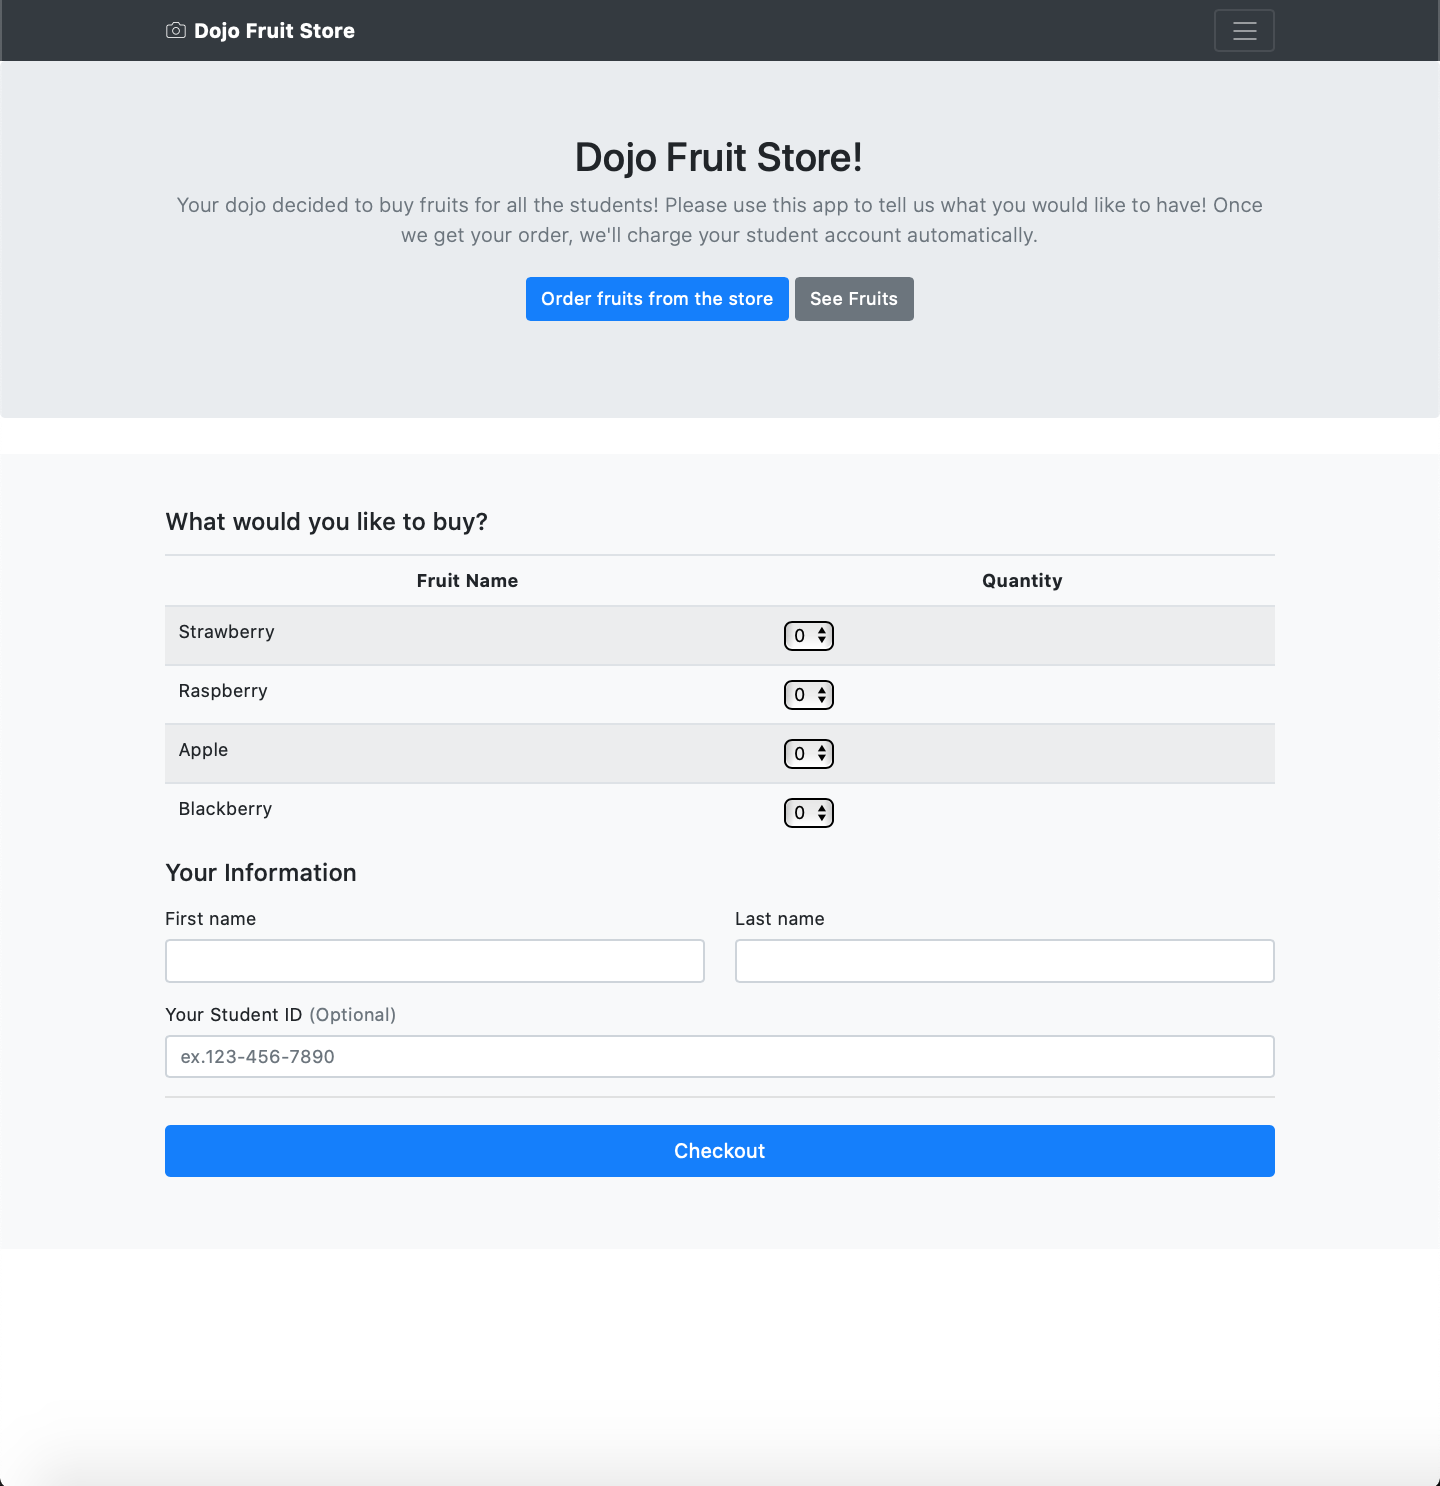 Dojo Fruit Store
Dojo Fruit Store!
Your dojo decided to buy fruits for all the students! Please use this app to tell us what you would like to have! Once
we get your order, we'll charge your student account automatically.
Order fruits from the store See Fruits
What would you like to buy?
Fruit Name Quantity
Strawberry 0
Raspberry 0
Apple 0
Blackberry 0
Your Information
First name Last name
Your Student ID (Optional)
ex.123-456-7890
Checkout